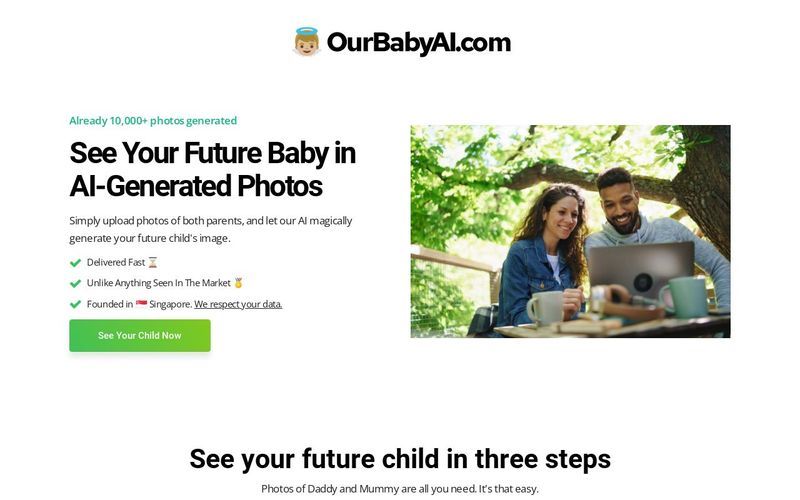 OurBabyAI.com
Already 10,000+ photos generated
See Your Future Baby in
AI-Generated Photos
Simply upload photos of both parents, and let our AI magically
generate your future child's image.
Delivered Fast ⏳
Unlike Anything Seen In The Market 🏅
Founded in 🇸🇬 Singapore. We respect your data.
See Your Child Now
See your future child in three steps
Photos of Daddy and Mummy are all you need. It's that easy.